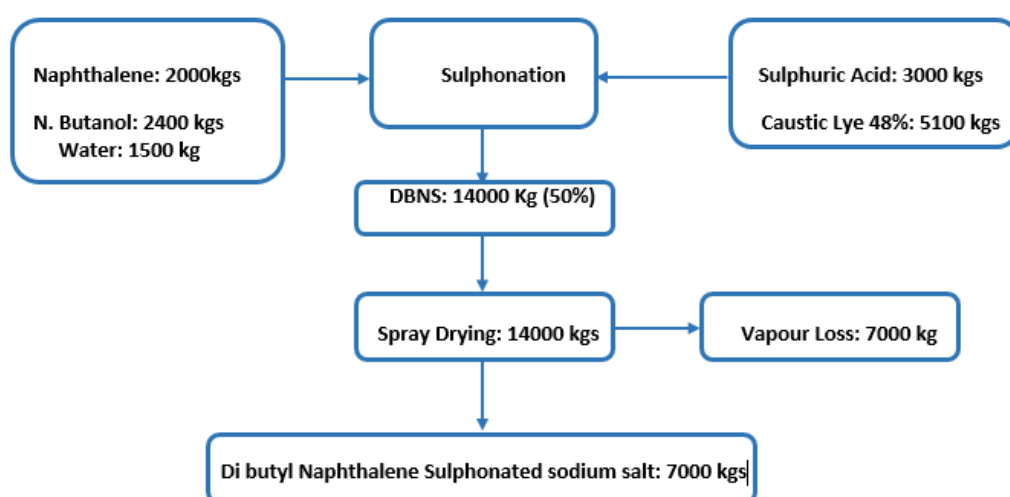 Naphthalene: 2000kgs
N. Butanol: 2400 kgs
Water: 1500 kg
Sulphonation
Sulphuric Acid: 3000 kgs
Caustic Lye 48%: 5100 kgs
DBNS: 14000 Kg (50%)
Spray Drying: 14000 kgs
Vapour Loss: 7000 kg
Di butyl Naphthalene Sulphonated sodium salt: 7000 kgs